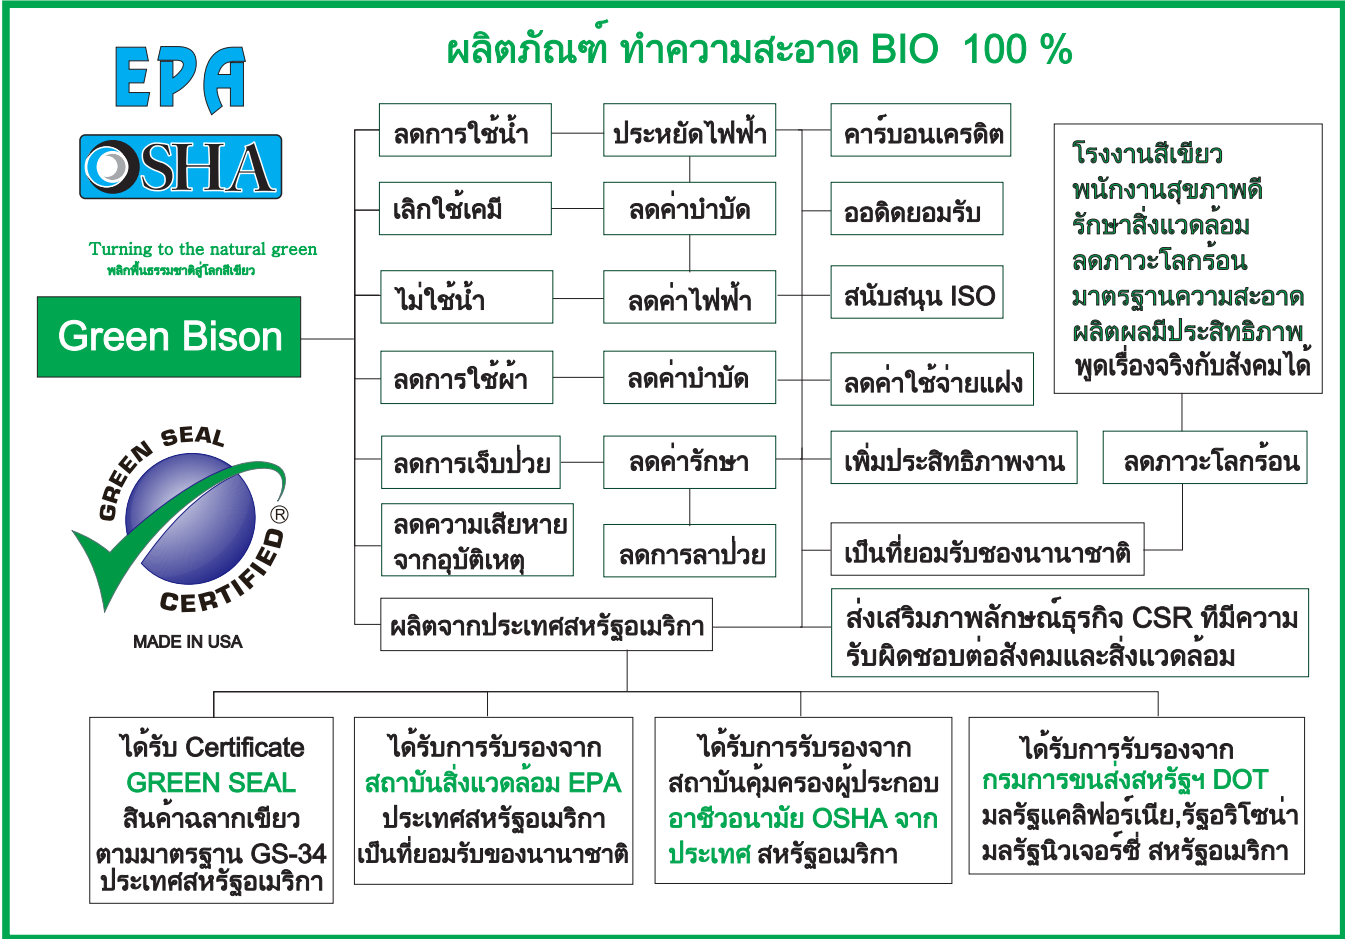 ผลิตภัณฑ์ ทำความสะอาด BIO 100 %
EPA
OSHA
Turning to the natural green
พลิกฟื้นธรรมชาติสู่โลกสีเขียว
Green Bison
GREEN SEAL
CERTIFIED
®
MADE IN USA
ลดการใช้น้ำ
ประหยัดไฟฟ้า
คาร์บอนเครดิต
เลิกใช้เคมี
ลดค่าบำบัด
ออดิดยอมรับ
ไม่ใช้น้ำ
ลดค่าไฟฟ้า
สนับสนุน ISO
ลดการใช้ผ้า
ลดค่าบำบัด
ลดค่าใช้จ่ายแฝง
ลดการเจ็บป่วย
ลดค่ารักษา
เพิ่มประสิทธิภาพงาน
ลดความเสียหาย
จากอุบัติเหตุ
ลดการลาป่วย
เป็นที่ยอมรับชองนานาชาติ
ผลิตจากประเทศสหรัฐอเมริกา
ส่งเสริมภาพลักษณ์ธุรกิจ CSR ทีมีความ
รับผิดชอบต่อสังคมและสิ่งแวดล้อม
โรงงานสีเขียว
พนักงานสุขภาพดี
รักษาสิ่งแวดล้อม
ลดภาวะโลกร้อน
มาตรฐานความสะอาด
ผลิตผลมีประสิทธิภาพ
พูดเรื่องจริงกับสังคมได้
ลดภาวะโลกร้อน
ได้รับ Certificate
GREEN SEAL
สินค้าฉลากเขียว
ตามมาตรฐาน GS-34
ประเทศสหรัฐอเมริกา
ได้รับการรับรองจาก
สถาบันสิ่งแวดล้อม EPA
ประเทศสหรัฐอเมริกา
เป็นที่ยอมรับของนานาชาติ
ได้รับการรับรองจาก
สถาบันคุ้มครองผู้ประกอบ
อาชีวอนามัย OSHA จาก
ประเทศ สหรัฐอเมริกา
ได้รับการรับรองจาก
กรมการขนส่งสหรัฐฯ DOT
มลรัฐแคลิฟอร์เนีย,รัฐอริโซน่า
มลรัฐนิวเจอร์ซี่ สหรัฐอเมริกา